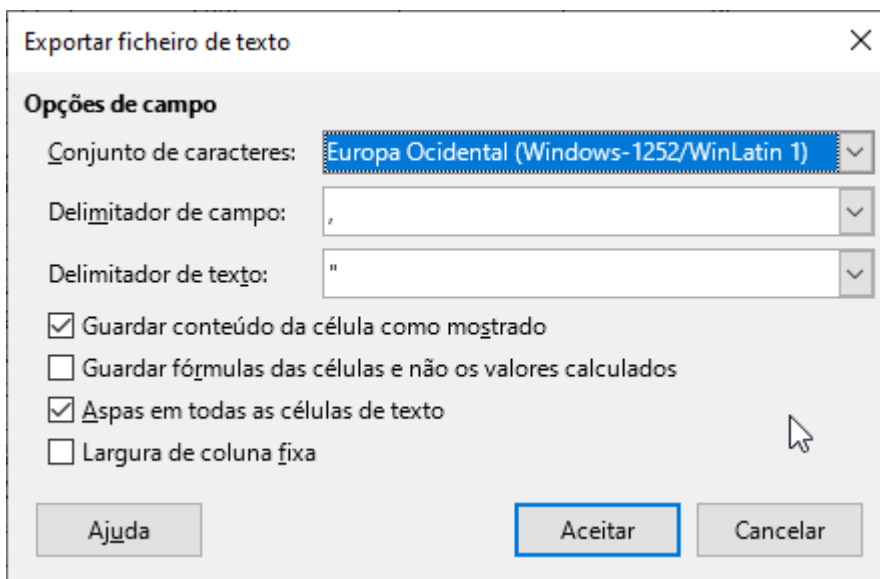 Exportar ficheiro de texto
Opções de campo
Conjunto de caracteres: Europa Ocidental (Windows-1252/WinLatin 1)
Delimitador de campo: ,
Delimitador de texto: "
Guardar conteúdo da célula como mostrado
Guardar fórmulas das células e não os valores calculados
Aspas em todas as células de texto
Largura de coluna fixa
Ajuda Aceitar Cancelar